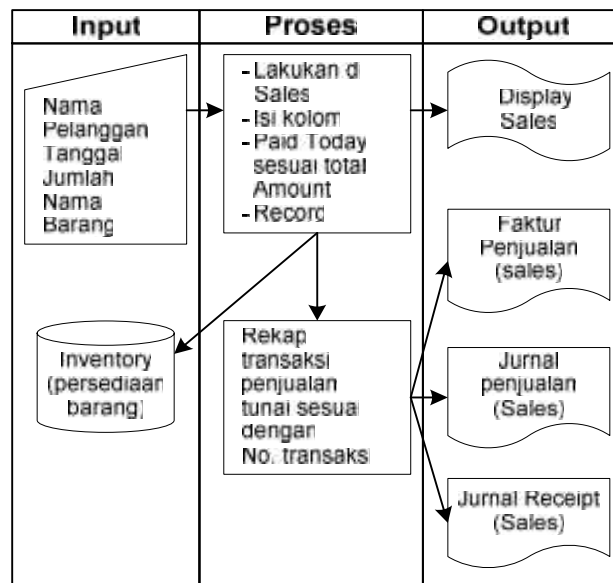 Input
Proses
Output
Nama
Pelanggan
Tanggal
Jumlah
Nama
Barang
- Lakukan di
Sales
- Isi kolom
- Paid Today
sesuai total
Amount
- Record
Display
Sales
Faktur
Penjualan
(sales)
Inventory
(persediaan
barang)
Rekap
transaksi
penjualan
tunai sesuai
dengan
No. transaksi
Jurnal
penjualan
(Sales)
Jurnal Receipt
(Sales)